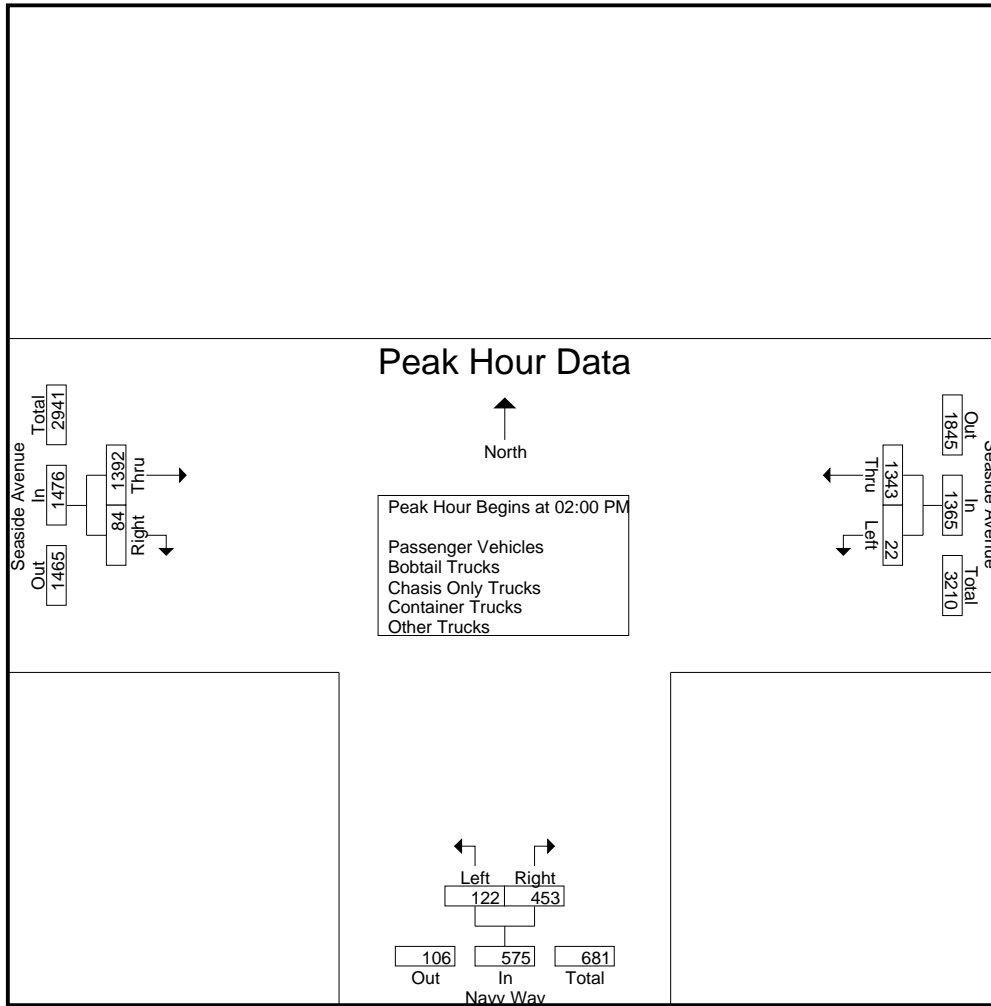 Peak Hour Data
North
Peak Hour Begins at 02:00 PM
Passenger Vehicles
Bobtail Trucks
Chasis Only Trucks
Container Trucks
Other Trucks
Seaside Avenue
Total
2941
In
1476
Out
1465
1392
Thru
84
Right
Seaside Avenue
Out
1845
In
1365
Total
3210
Thru
1343
Left
22
Left Right
122 453
106 575 681
Out In Total
Navy Way